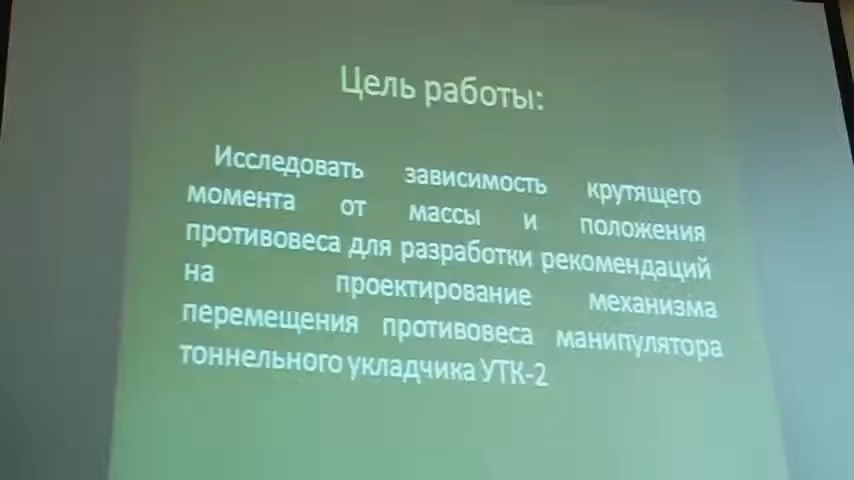 Цель работы:
Исследовать зависимость крутящего
момента от массы и положения
противовеса для разработки рекомендаций
на проектирование механизма
перемещения противовеса манипулятора
тоннельного укладчика УТК-2